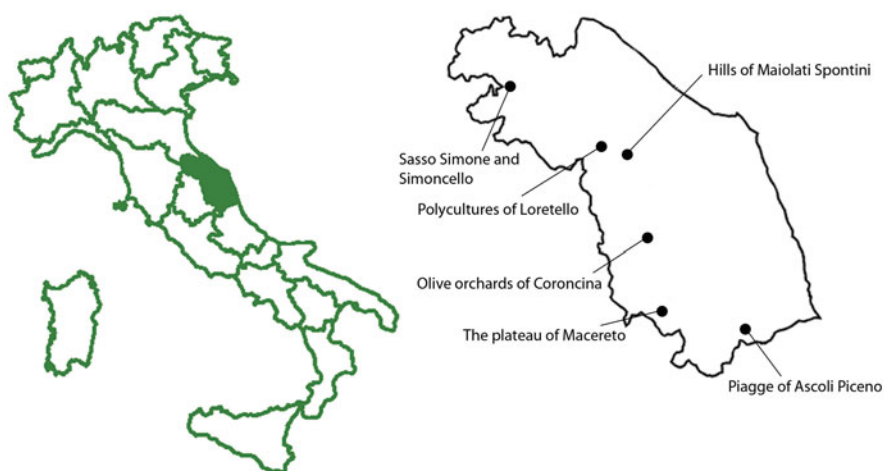 Hills of Maiolati Spontini
Sasso Simone and
Simoncello
Polycultures of Loretello
Olive orchards of Coroncina
The plateau of Macereto
Piagge of Ascoli Piceno